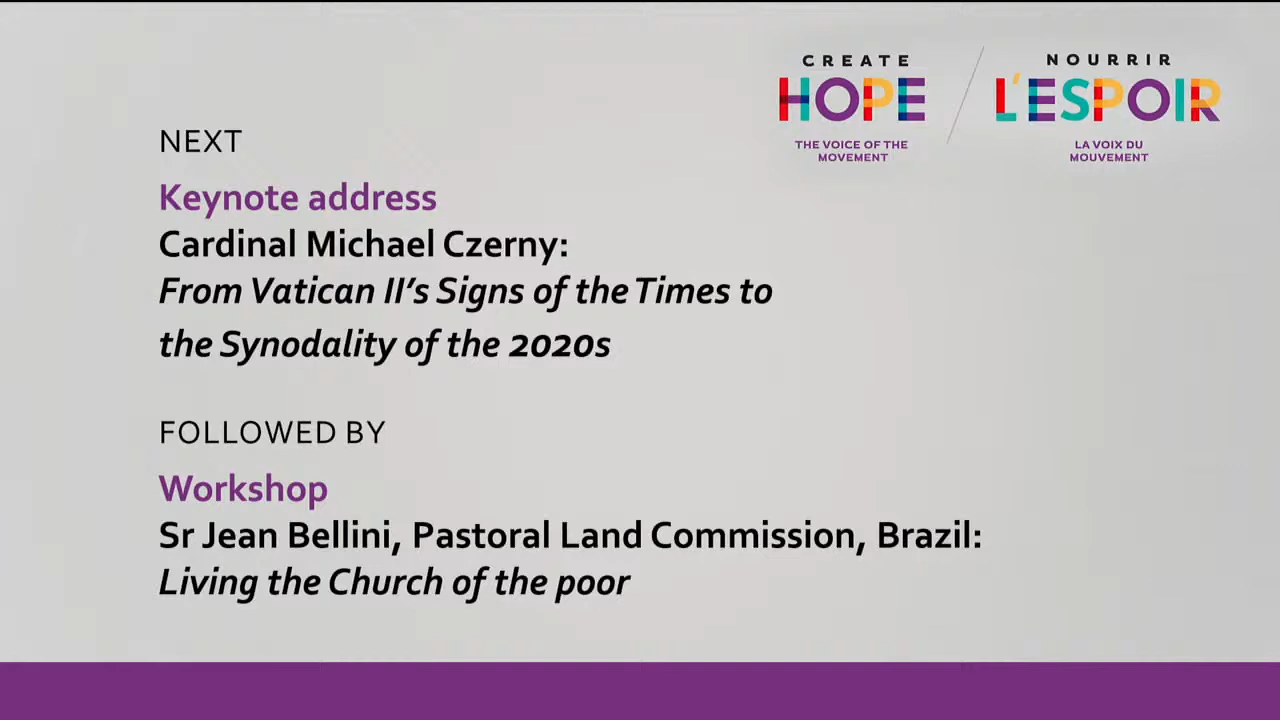 CREATE
HOPE
THE VOICE OF THE
MOVEMENT
NOURRIR
L'ESPOIR
LA VOIX DU
MOUVEMENT
NEXT
Keynote address
Cardinal Michael Czerny:
From Vatican II’s Signs of the Times to
the Synodality of the 2020s
FOLLOWED BY
Workshop
Sr Jean Bellini, Pastoral Land Commission, Brazil:
Living the Church of the poor